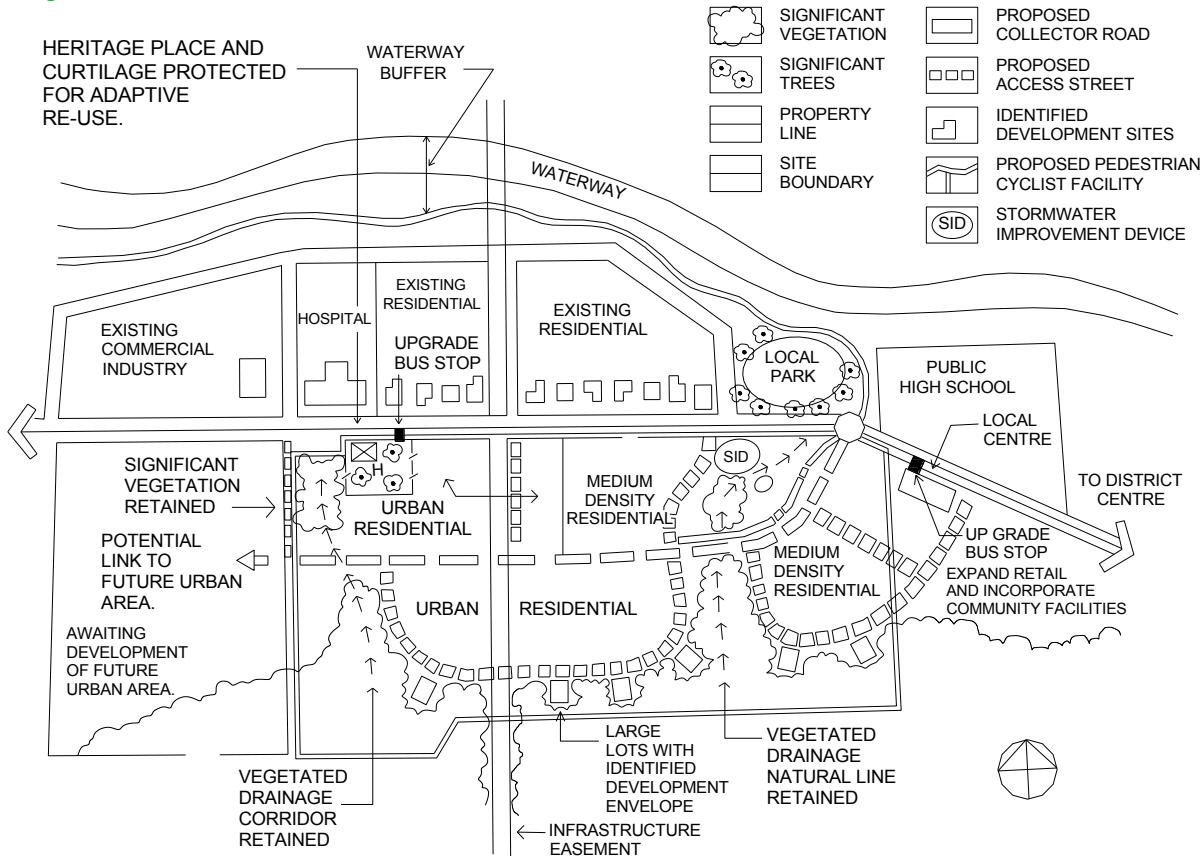 HERITAGE PLACE AND
CURTILAGE PROTECTED
FOR ADAPTIVE
RE-USE.
WATERWAY
BUFFER
WATERWAY
SIGNIFICANT
VEGETATION
SIGNIFICANT
TREES
PROPERTY
LINE
SITE
BOUNDARY
PROPOSED
COLLECTOR ROAD
PROPOSED
ACCESS STREET
IDENTIFIED
DEVELOPMENT SITES
PROPOSED PEDESTRIAN
CYCLIST FACILITY
SID
STORMWATER
IMPROVEMENT DEVICE
EXISTING
COMMERCIAL
INDUSTRY
HOSPITAL
EXISTING
RESIDENTIAL
UPGRADE
BUS STOP
EXISTING
RESIDENTIAL
LOCAL
PARK
PUBLIC
HIGH SCHOOL
LOCAL
CENTRE
TO DISTRICT
CENTRE
SIGNIFICANT
VEGETATION
RETAINED
H
URBAN
RESIDENTIAL
MEDIUM
DENSITY
RESIDENTIAL
SID
POTENTIAL
LINK TO
FUTURE URBAN
AREA.
MEDIUM
DENSITY
RESIDENTIAL
UP GRADE
BUS STOP
EXPAND RETAIL
AND INCORPORATE
COMMUNITY FACILITIES
URBAN RESIDENTIAL
AWAITING
DEVELOPMENT
OF FUTURE
URBAN AREA.
VEGETATED
DRAINAGE
CORRIDOR
RETAINED
LARGE
LOTS WITH
IDENTIFIED
DEVELOPMENT
ENVELOPE
VEGETATED
DRAINAGE
NATURAL LINE
RETAINED
INFRASTRUCTURE
EASEMENT